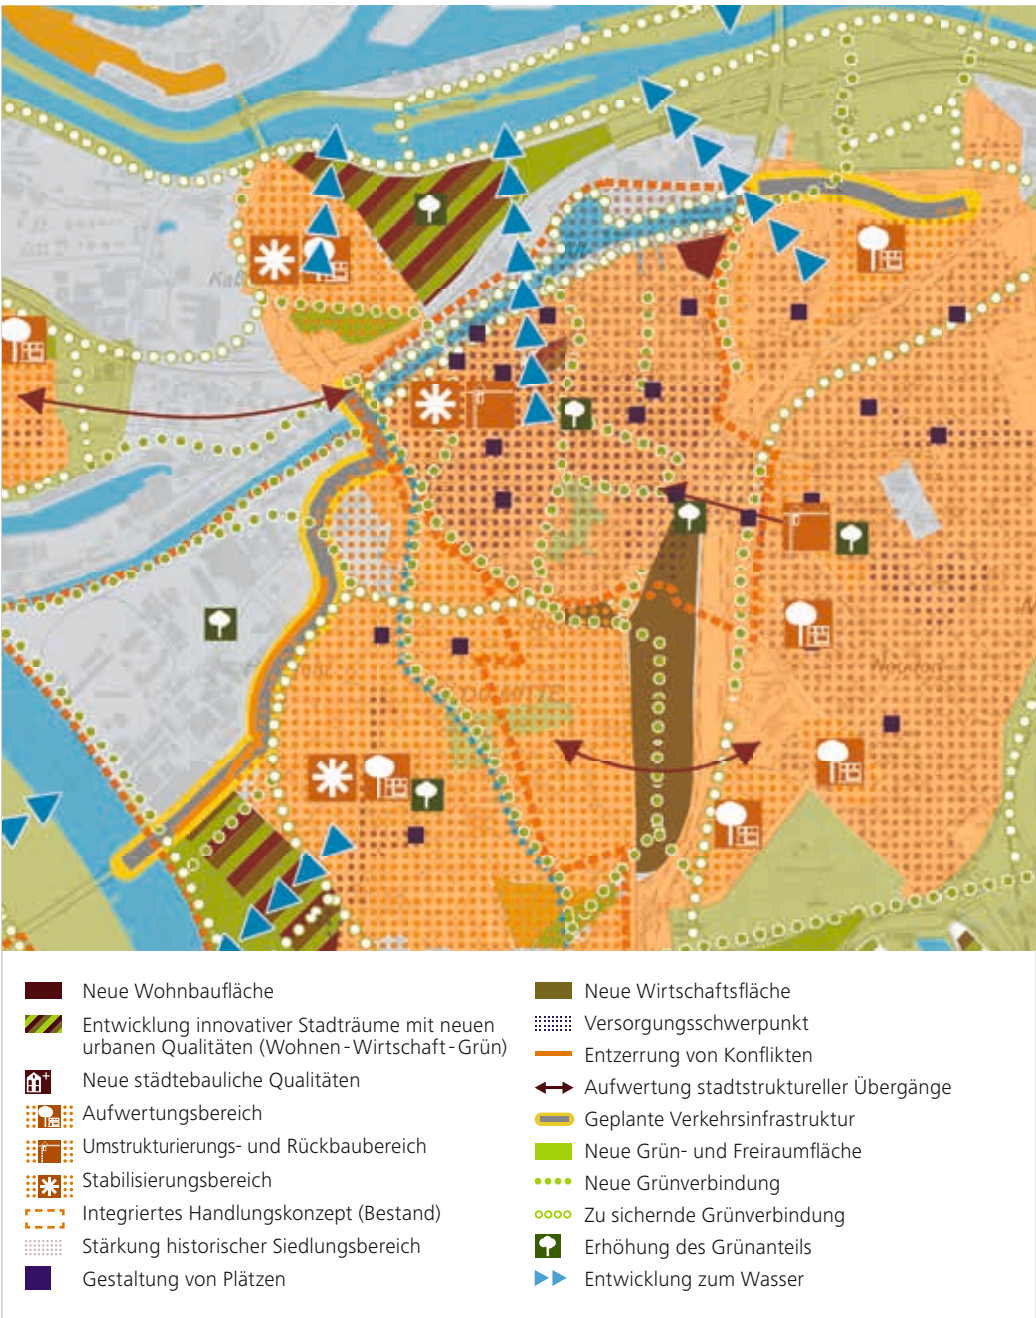 Neue Wohnbaufläche
Entwicklung innovativer Stadträume mit neuen
urbanen Qualitäten (Wohnen-Wirtschaft-Grün)
Neue städtebauliche Qualitäten
Aufwertungsbereich
Umstrukturierungs- und Rückbaubereich
Stabilisierungsbereich
Integriertes Handlungskonzept (Bestand)
Stärkung historischer Siedlungsbereich
Gestaltung von Plätzen
Neue Wirtschaftsfläche
Versorgungsschwerpunkt
Entzerrung von Konflikten
Aufwertung stadtstruktureller Übergänge
Geplante Verkehrsinfrastruktur
Neue Grün- und Freiraumfläche
Neue Grünverbindung
Zu sichernde Grünverbindung
Erhöhung des Grünanteils
Entwicklung zum Wasser